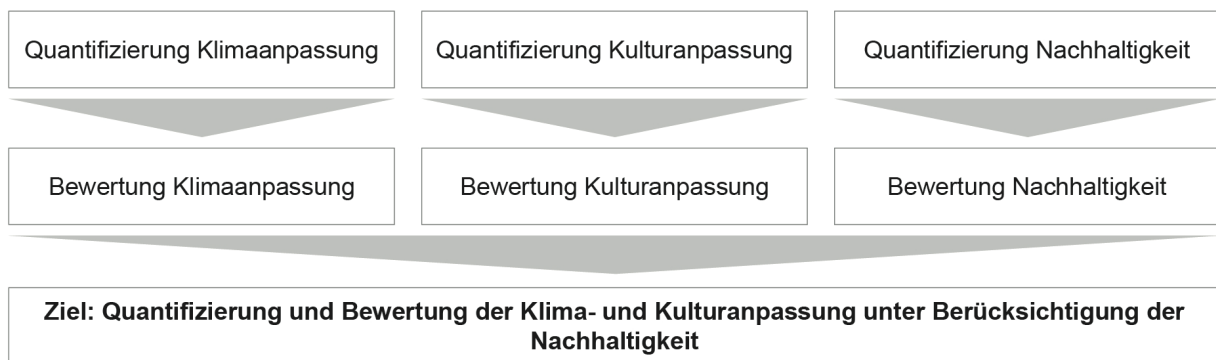 Quantifizierung Klimaanpassung
Quantifizierung Kulturanpassung
Quantifizierung Nachhaltigkeit
Bewertung Klimaanpassung
Bewertung Kulturanpassung
Bewertung Nachhaltigkeit
Ziel: Quantifizierung und Bewertung der Klima- und Kulturanpassung unter Berücksichtigung der
Nachhaltigkeit